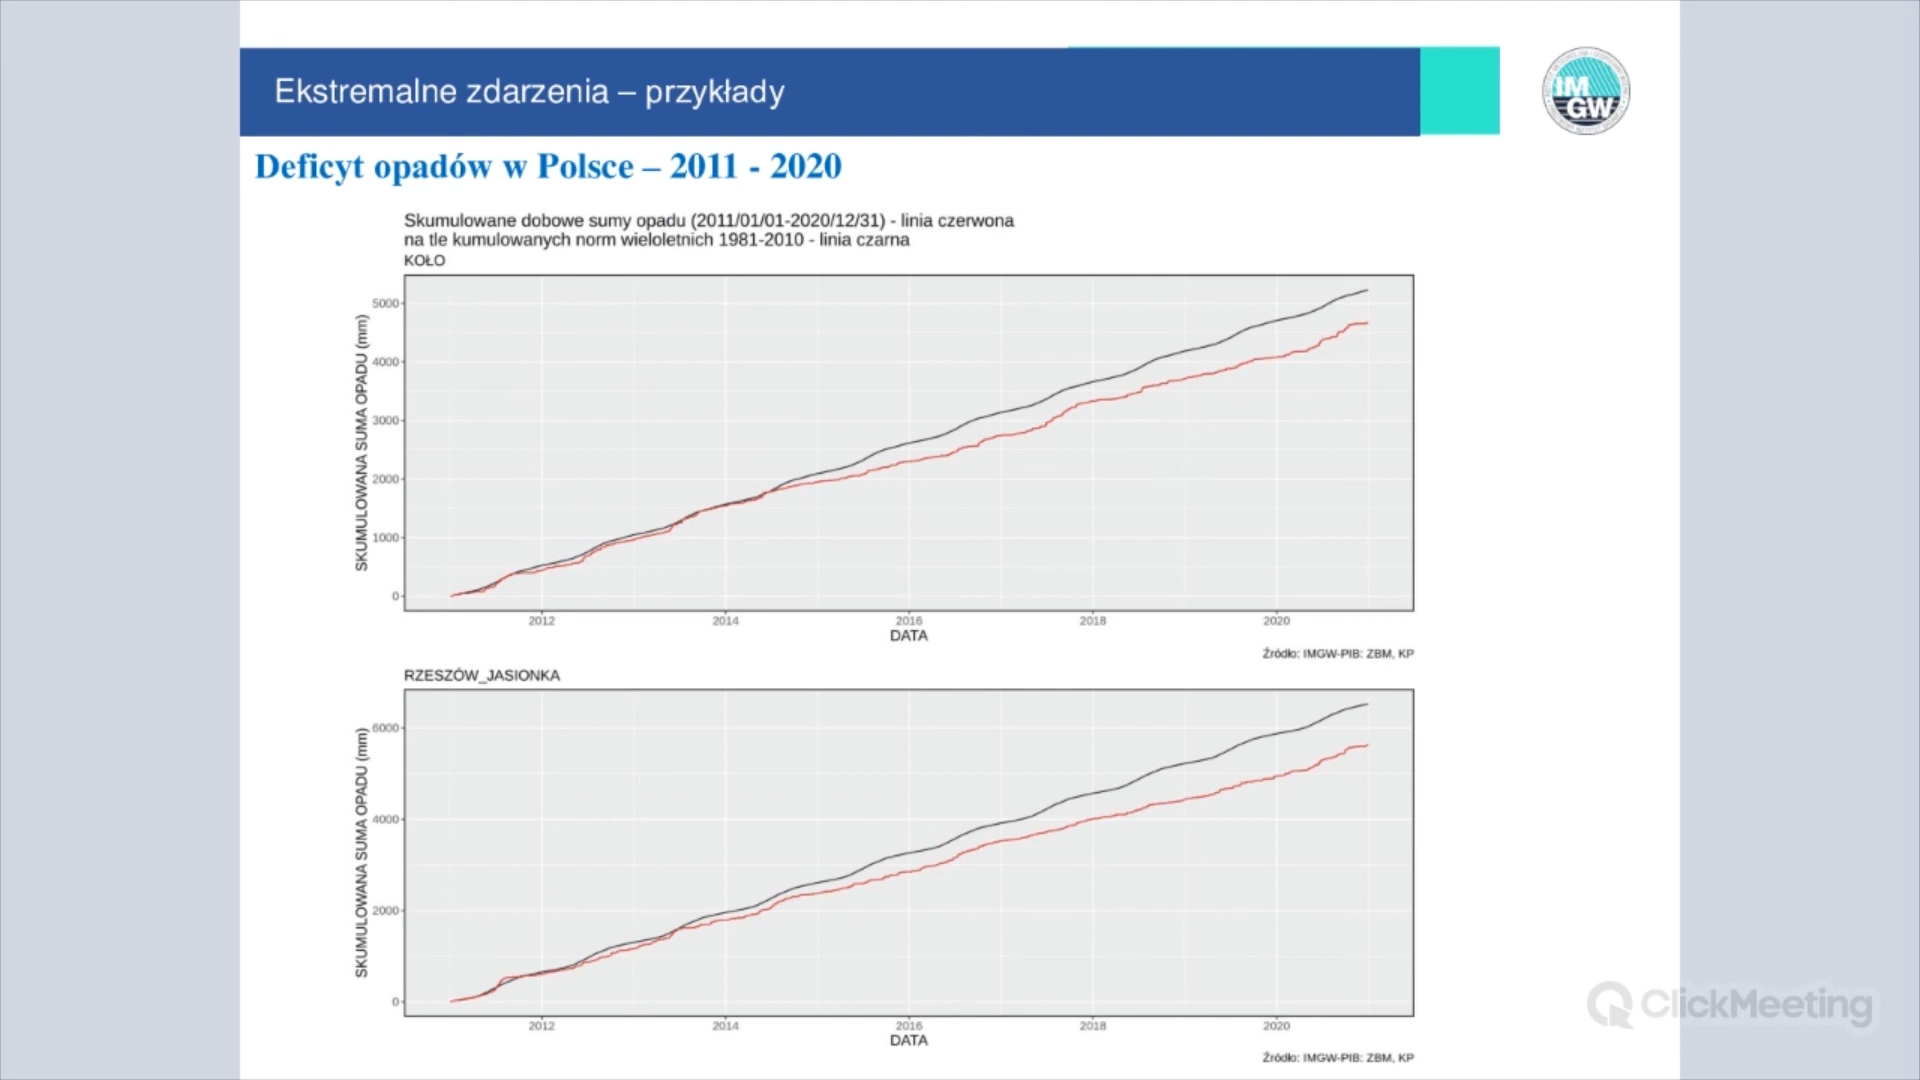 Ekstremalne zdarzenia – przykłady
IM
GW
Deficyt opadów w Polsce – 2011 - 2020
Skumulowane dobowe sumy opadu (2011/01/01-2020/12/31) - linia czerwona
na tle kumulowanych norm wieloletnich 1981-2010 - linia czarna
KOŁO
SKUMULOWANA SUMA OPADU (mm)
5000
4000
3000
2000
1000
0
2012 2014 2016 2018 2020
DATA
Źródło: IMGW-PIB: ZBM, KP
RZESZÓW_JASIONKA
SKUMULOWANA SUMA OPADU (mm)
6000
4000
2000
0
2012 2014 2016 2018 2020
DATA
Źródło: IMGW-PIB: ZBM, KP
ClickMeeting